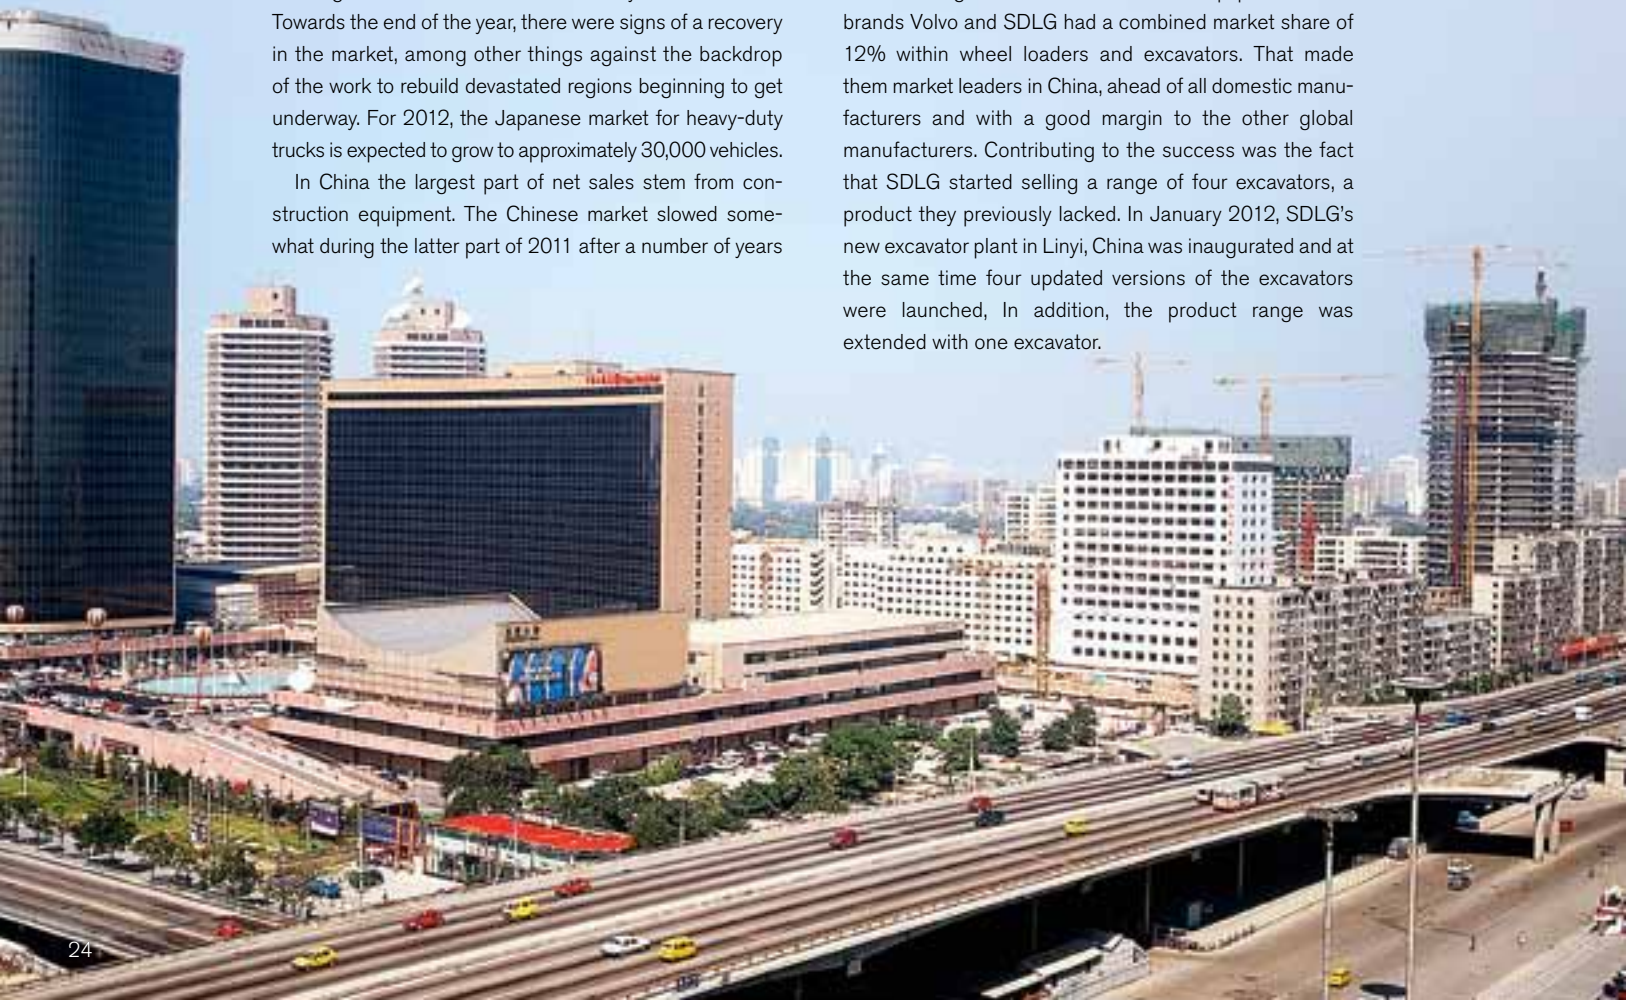 Towards the end of the year, there were signs of a recovery
in the market, among other things against the backdrop
of the work to rebuild devastated regions beginning to get
underway. For 2012, the Japanese market for heavy-duty
trucks is expected to grow to approximately 30,000 vehicles.
In China the largest part of net sales stem from con-
struction equipment. The Chinese market slowed some-
what during the latter part of 2011 after a number of years
brands Volvo and SDLG had a combined market share of
12% within wheel loaders and excavators. That made
them market leaders in China, ahead of all domestic manu-
facturers and with a good margin to the other global
manufacturers. Contributing to the success was the fact
that SDLG started selling a range of four excavators, a
product they previously lacked. In January 2012, SDLG’s
new excavator plant in Linyi, China was inaugurated and at
the same time four updated versions of the excavators
were launched, In addition, the product range was
extended with one excavator.
24